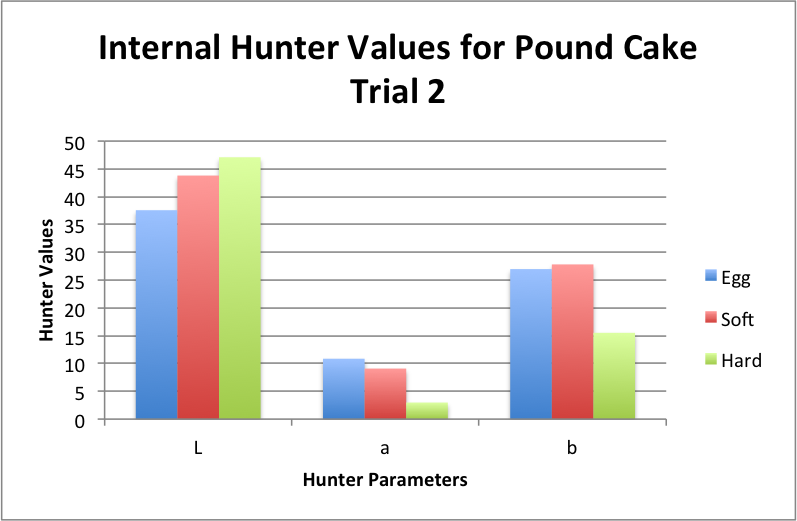 Internal Hunter Values for Pound Cake
Trial 2
50
45
40
35
30
25
20
15
10
5
0
Hunter Values
L
a
b
Hunter Parameters
Egg
Soft
Hard